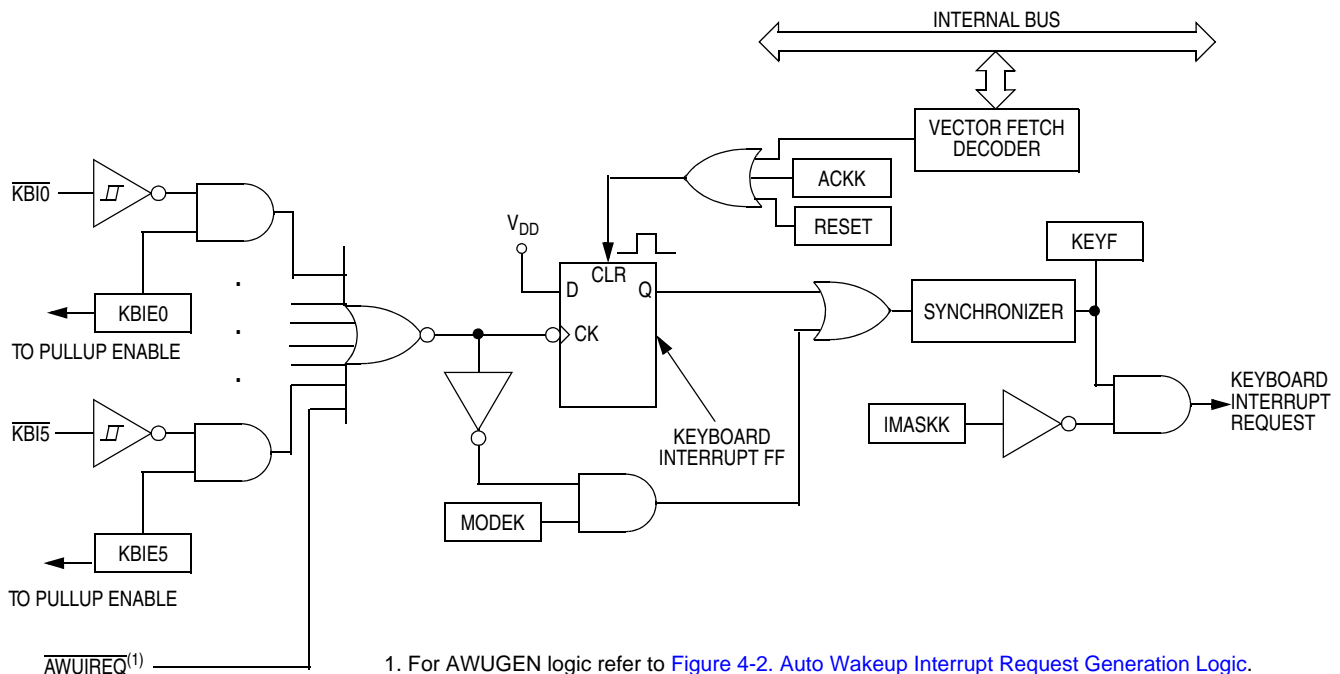 INTERNAL BUS
VECTOR FETCH
DECODER
ACKK
RESET
KBI0
VDD
KEYF
CLR
D
Q
CK
SYNCHRONIZER
KBIE0
TO PULLUP ENABLE
.
.
.
KBI5
IMASKK
KEYBOARD
INTERRUPT
REQUEST
KEYBOARD
INTERRUPT FF
MODEK
KBIE5
TO PULLUP ENABLE
AWUIREQ(1)
1. For AWUGEN logic refer to Figure 4-2. Auto Wakeup Interrupt Request Generation Logic.